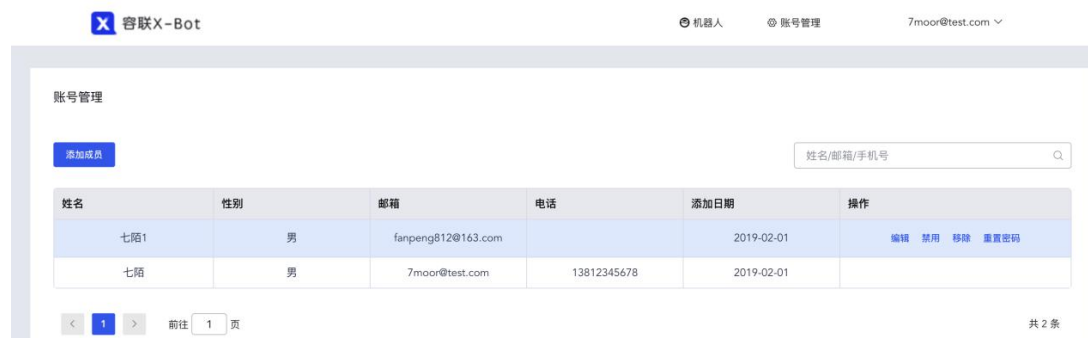 容联X-Bot 机器人 账号管理 7moor@test.com
账号管理
添加成员 姓名/邮箱/手机号
姓名 性别 邮箱 电话 添加日期 操作
七陌1 男 fanpeng812@163.com 2019-02-01 编辑 禁用 移除 重置密码
七陌 男 7moor@test.com 13812345678 2019-02-01
< 1 > 前往 1 页 共 2 条